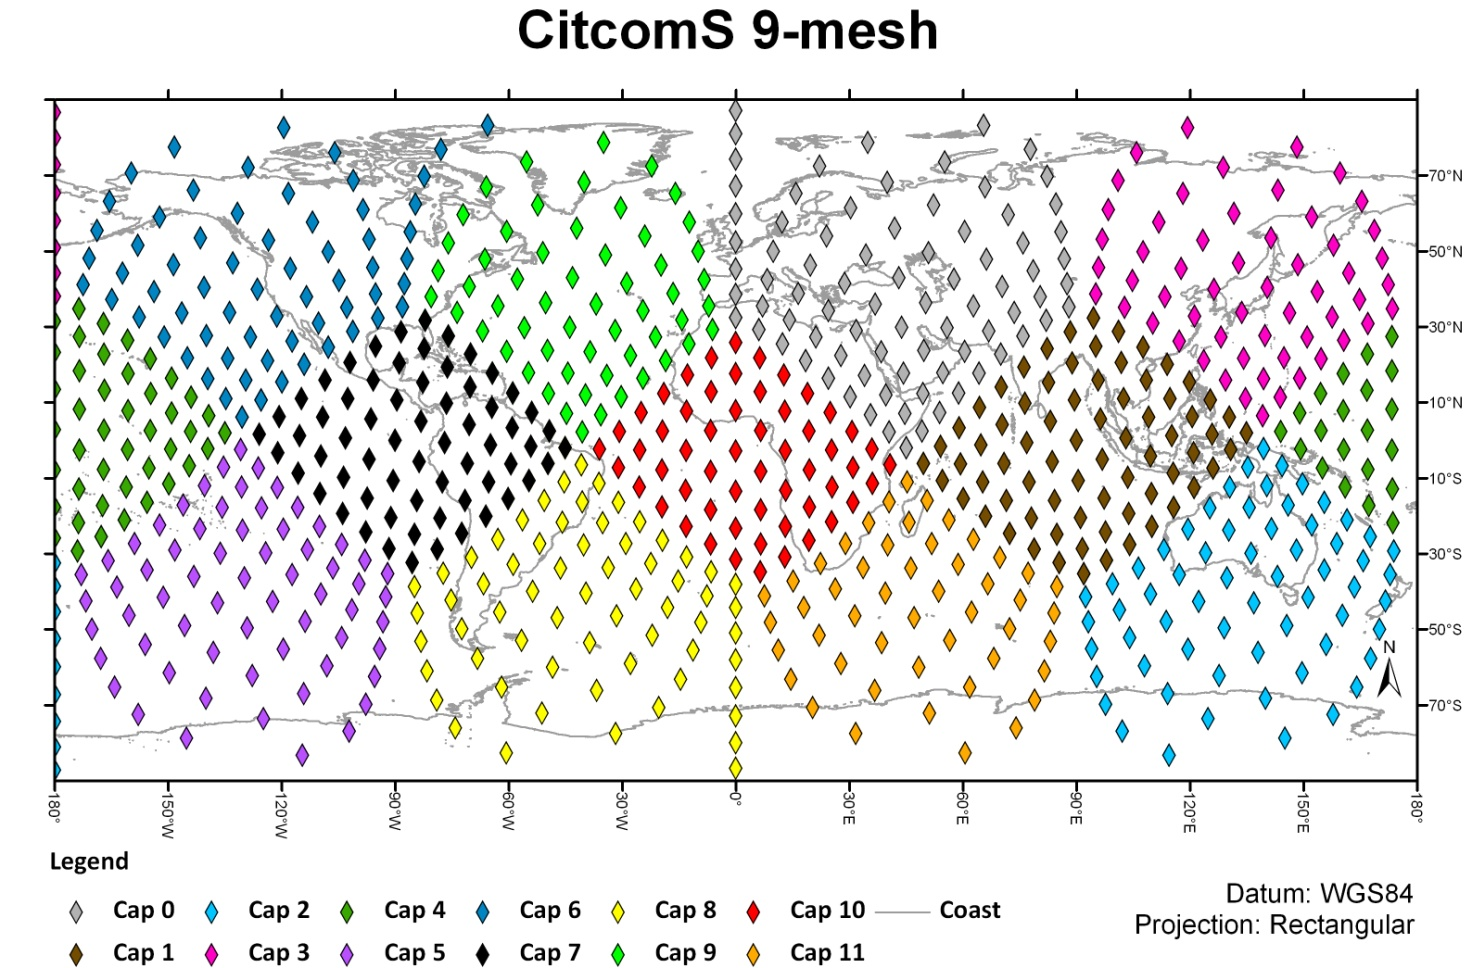 CitcomS 9-mesh
70°N
50°N
30°N
10°N
10°S
30°S
50°S
N
70°S
180° 150°W 120°W 90°W 60°W 30°W 0° 30°E 60°E 90°E 120°E 150°E 180°
Legend
Cap 0 Cap 2 Cap 4 Cap 6 Cap 8 Cap 10 Coast
Cap 1 Cap 3 Cap 5 Cap 7 Cap 9 Cap 11
Datum: WGS84
Projection: Rectangular